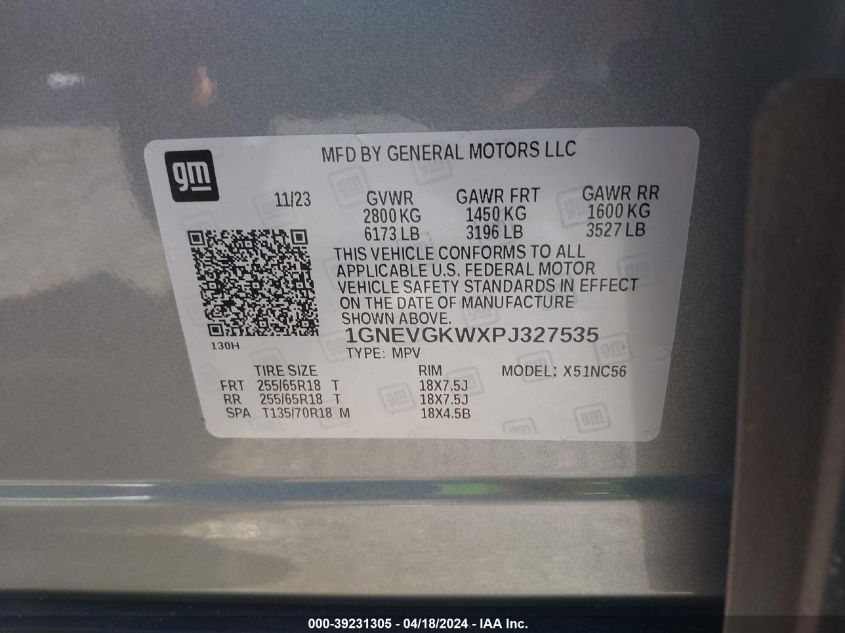 gm
MFD BY GENERAL MOTORS LLC
11/23 GVWR GAWR FRT GAWR RR
2800 KG 1450 KG 1600 KG
6173 LB 3196 LB 3527 LB
THIS VEHICLE CONFORMS TO ALL
APPLICABLE U.S. FEDERAL MOTOR
VEHICLE SAFETY STANDARDS IN EFFECT
ON THE DATE OF MANUFACTURE
SHOWN ABOVE.
1GNEVGKWXPJ327535
130H
TYPE: MPV
TIRE SIZE RIM MODEL: X51NC56
FRT 255/65R18 T 18X7.5J
RR 255/65R18 T 18X7.5J
SPA T135/70R18 M 18X4.5B
000-39231305 - 04/18/2024 - IAA Inc.